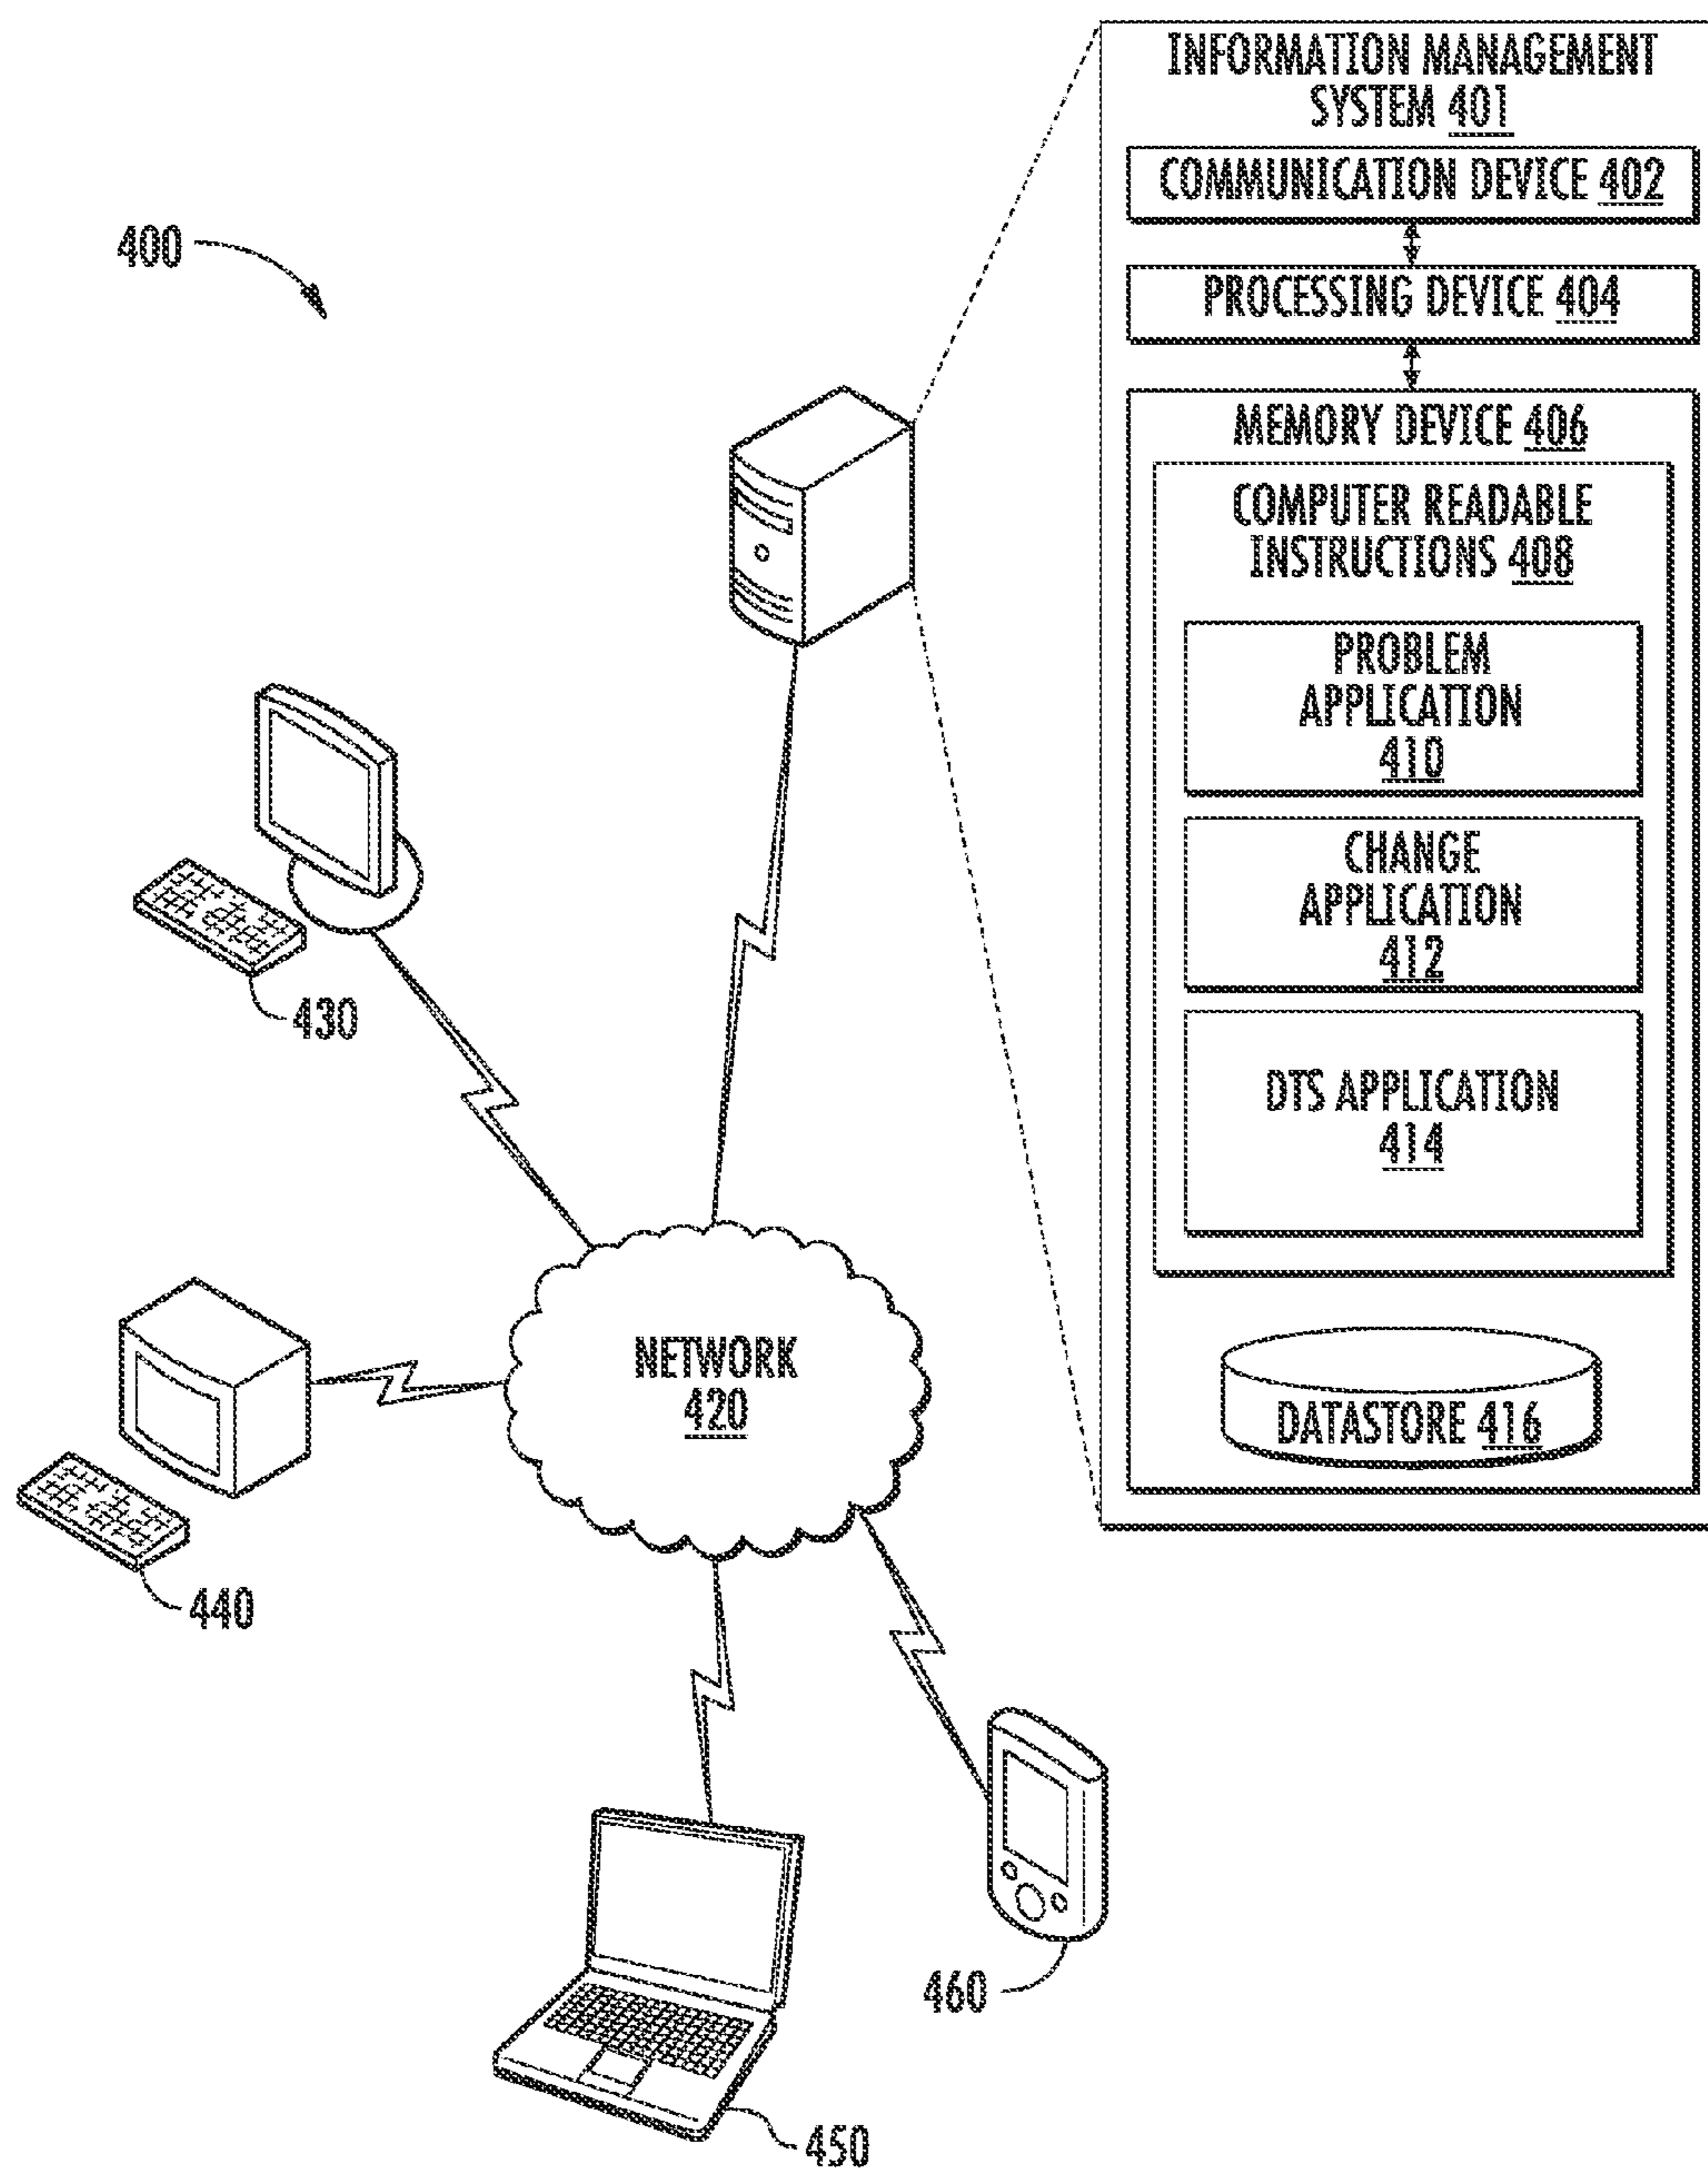 INFORMATION MANAGEMENT
SYSTEM 401
COMMUNICATION DEVICE 402
400
PROCESSING DEVICE 404
MEMORY DEVICE 406
COMPUTER READABLE
INSTRUCTIONS 408
PROBLEM
APPLICATION
410
CHANGE
APPLICATION
412
430
DTS APPLICATION
414
NETWORK
420
DATASTORE 416
440
460
450